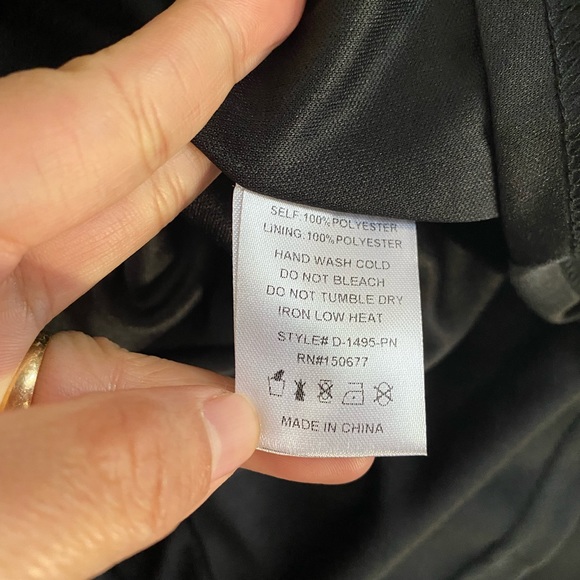 SELF:100%POLYESTER
LINING:100%POLYESTER
HAND WASH COLD
DO NOT BLEACH
DO NOT TUMBLE DRY
IRON LOW HEAT
STYLE# D-1495-PN
RN#150677
MADE IN CHINA